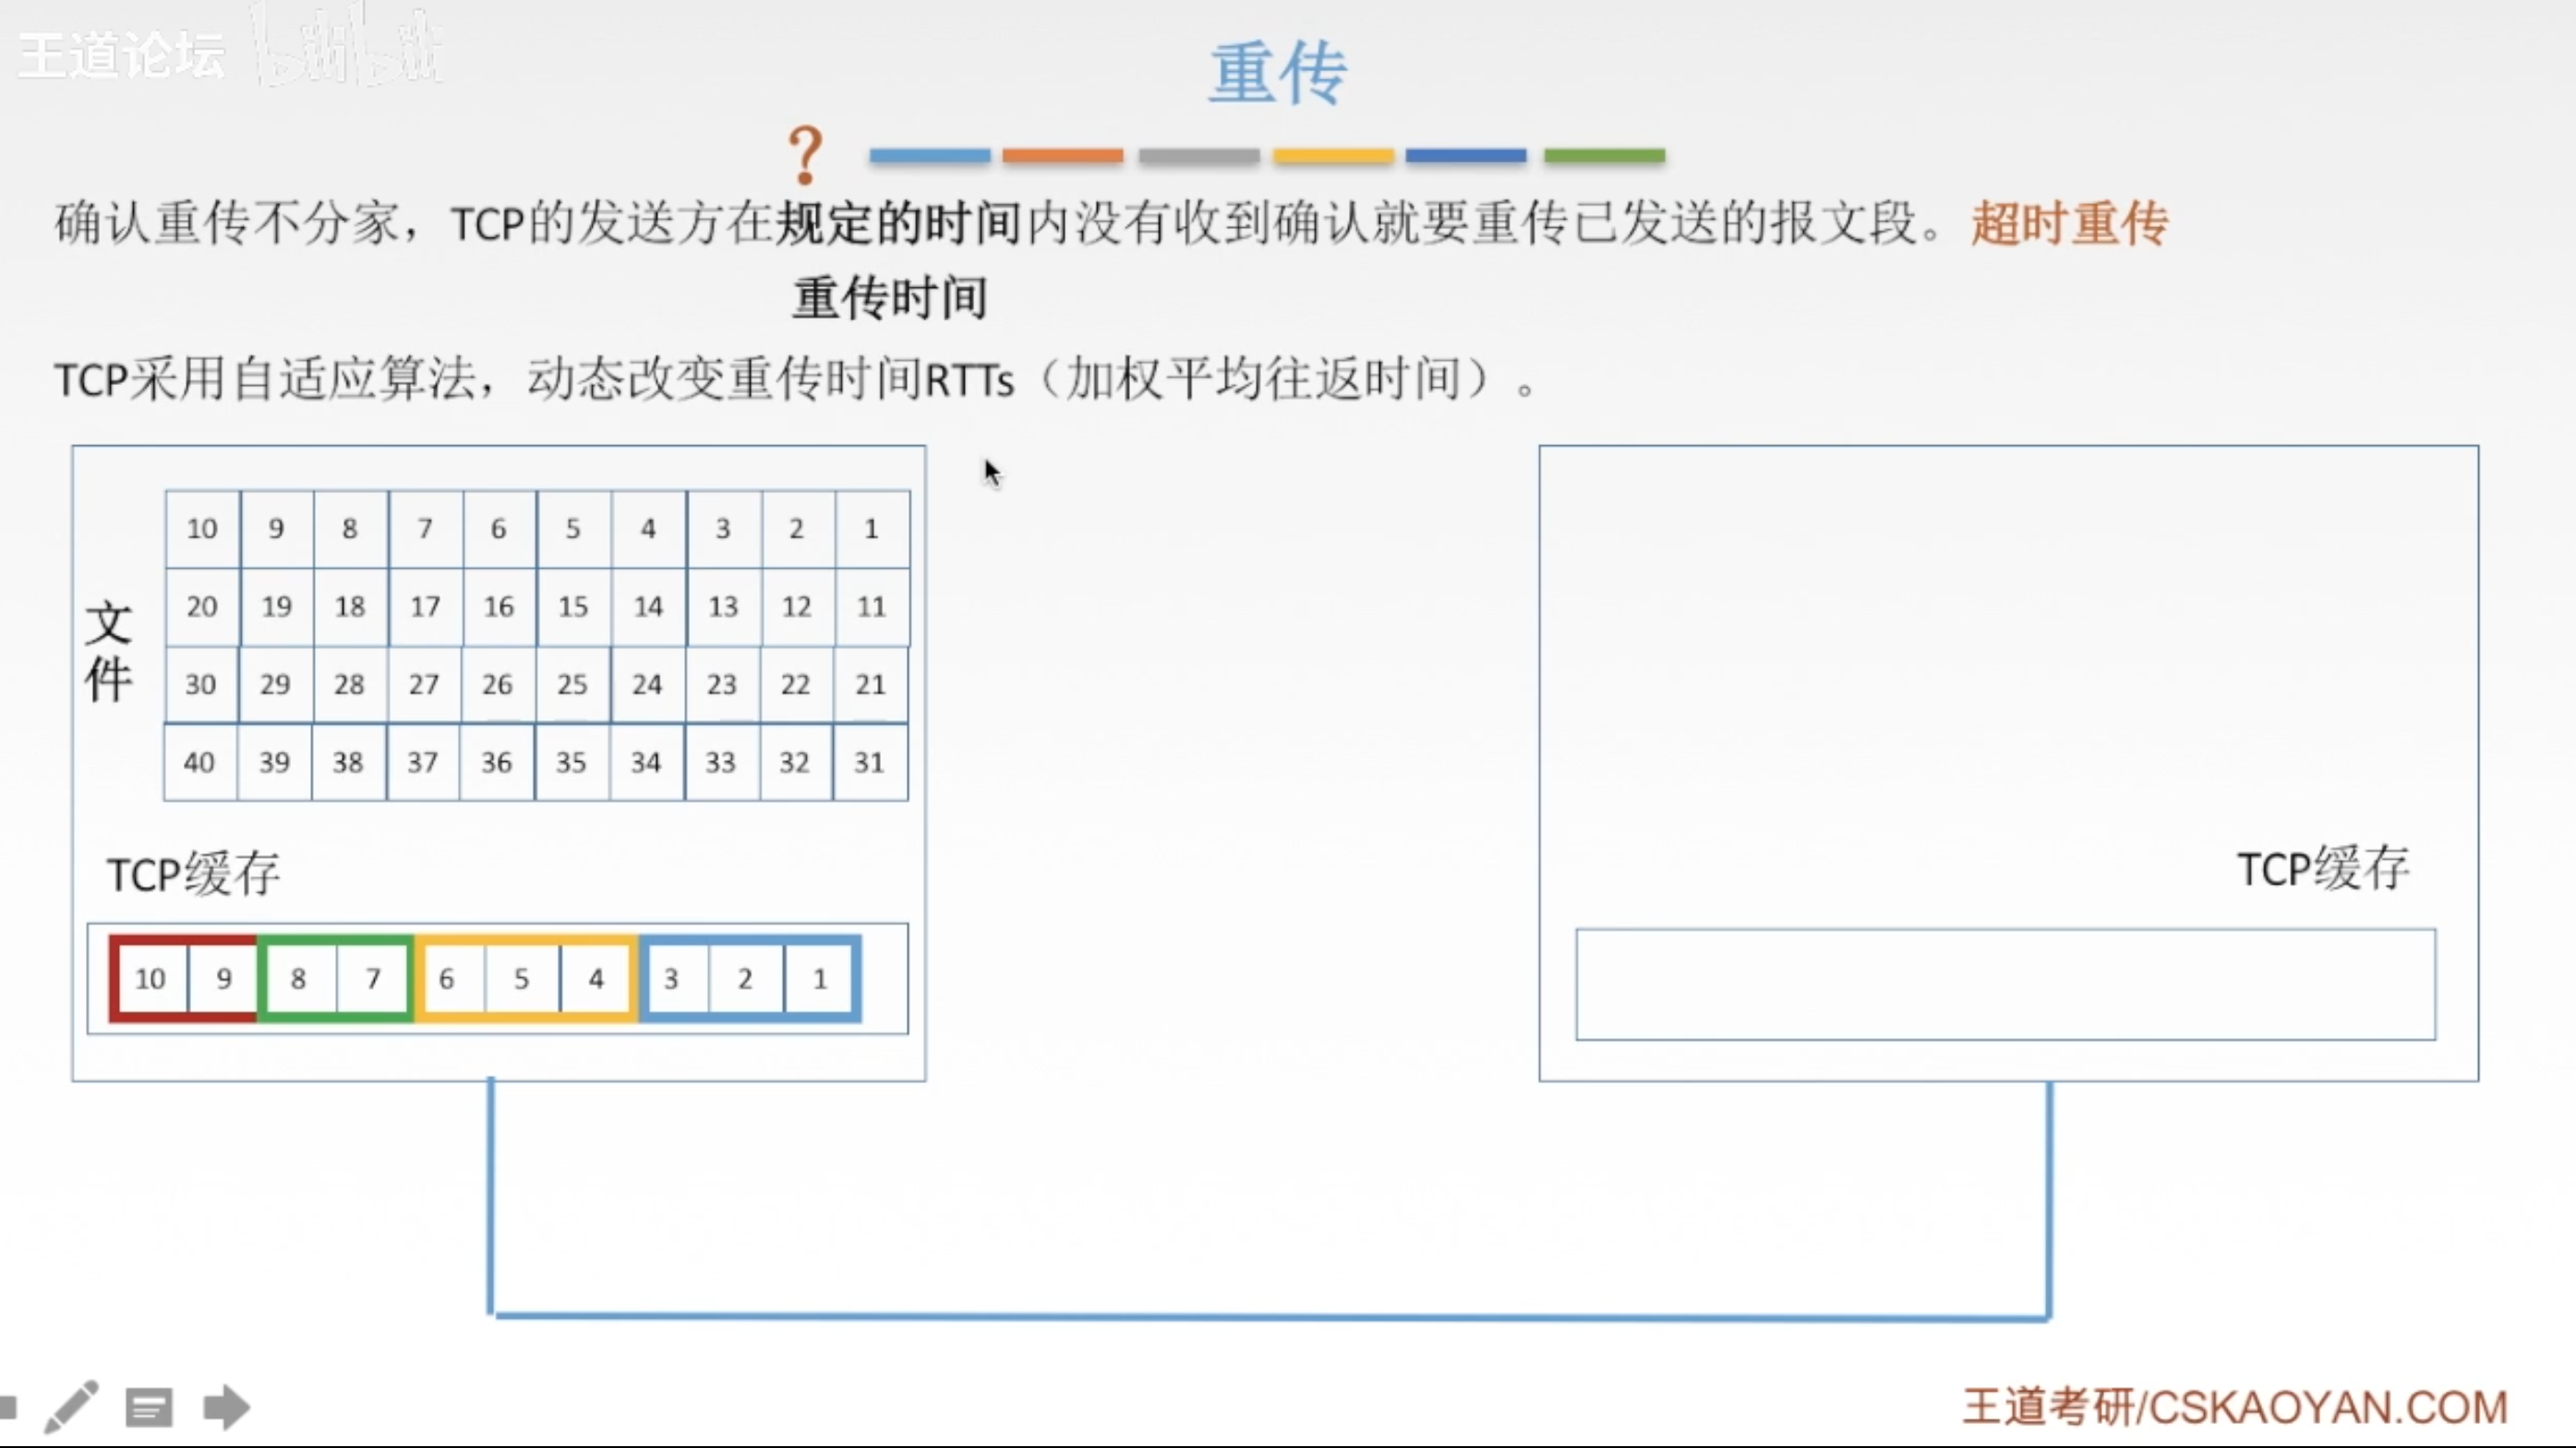 王道论坛 bilibili
重传
?
确认重传不分家，TCP的发送方在规定的时间内没有收到确认就要重传已发送的报文段。超时重传
重传时间
TCP采用自适应算法，动态改变重传时间RTTs（加权平均往返时间）。
10 9 8 7 6 5 4 3 2 1
20 19 18 17 16 15 14 13 12 11
文件
30 29 28 27 26 25 24 23 22 21
40 39 38 37 36 35 34 33 32 31
TCP缓存
TCP缓存
10 9 8 7 6 5 4 3 2 1
王道考研/CSKAOYAN.COM